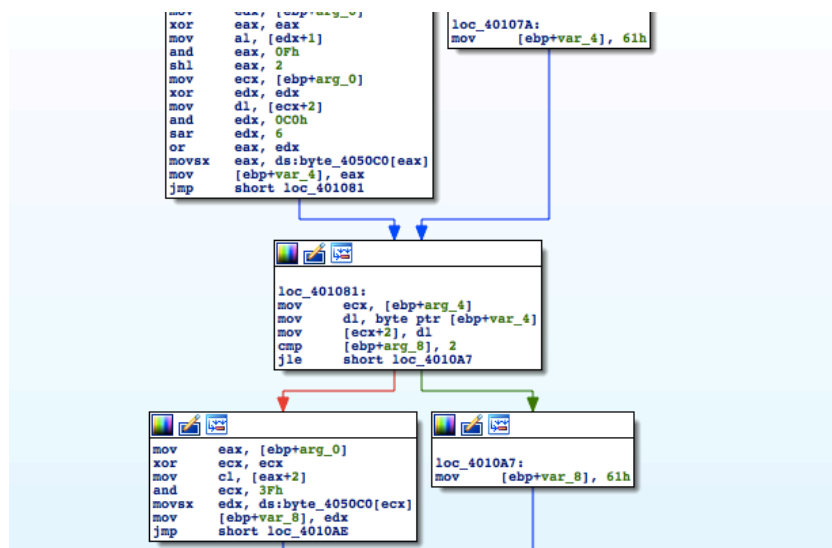 mov     edx, [ebp+arg_0]
xor     eax, eax
mov     al, [edx+1]
and     eax, 0Fh
shl     eax, 2
mov     ecx, [ebp+arg_0]
xor     edx, edx
mov     dl, [ecx+2]
and     edx, 0C0h
sar     edx, 6
or      eax, edx
movsx   eax, ds:byte_4050C0[eax]
mov     [ebp+var_4], eax
jmp     short loc_401081
loc_40107A:
mov     [ebp+var_4], 61h
loc_401081:
mov     ecx, [ebp+arg_4]
mov     dl, byte ptr [ebp+var_4]
mov     [ecx+2], dl
cmp     [ebp+arg_8], 2
jle     short loc_4010A7
mov     eax, [ebp+arg_0]
xor     ecx, ecx
mov     cl, [eax+2]
and     ecx, 3Fh
movsx   edx, ds:byte_4050C0[ecx]
mov     [ebp+var_8], edx
jmp     short loc_4010AE
loc_4010A7:
mov     [ebp+var_8], 61h